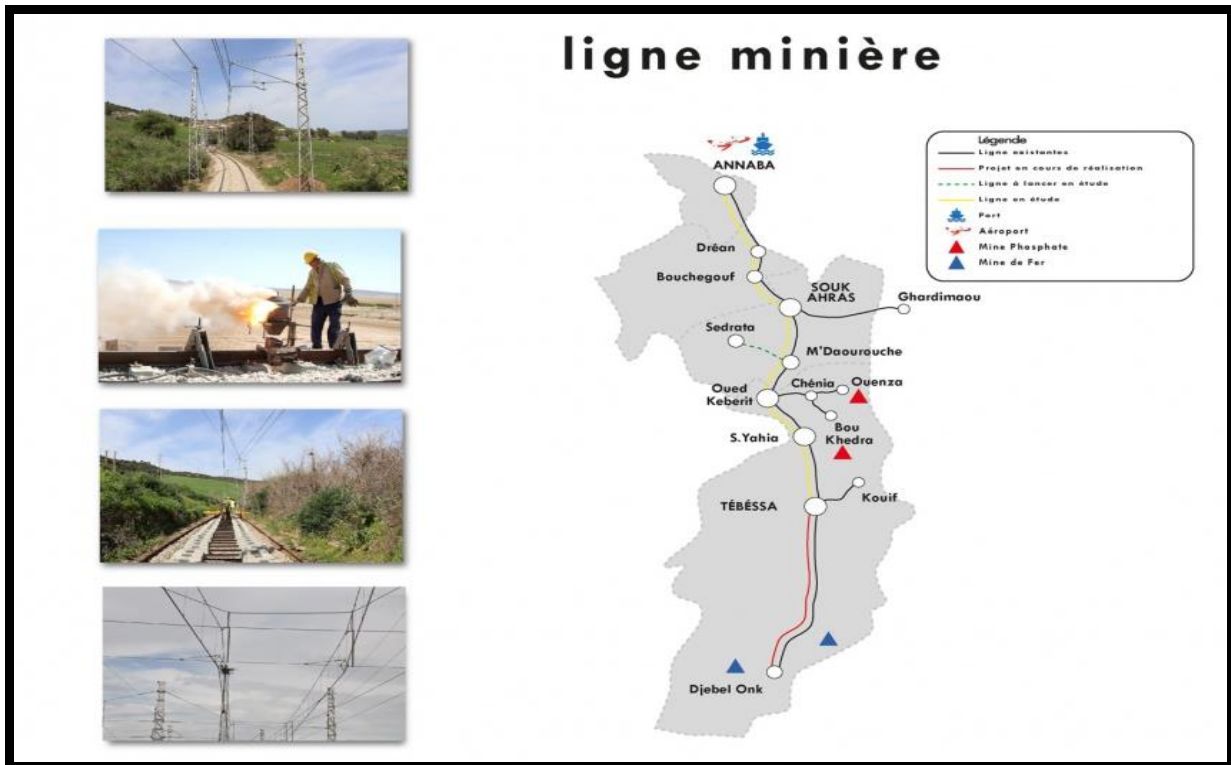 ligne minière
Légende
Ligne existantes
Projet en cours de réalisation
Ligne à lancer en étude
Ligne en étude
Port
Aéroport
Mine Phosphate
Mine de Fer
ANNABA
Dréan
Bouchegouf
SOUK
AHRAS
Ghardimaou
Sedrata
M'Daourouche
Oued
Keberit
Chénia
Ouenza
Bou
Khedra
S.Yahia
Kouif
TÉBÉSSA
Djebel Onk